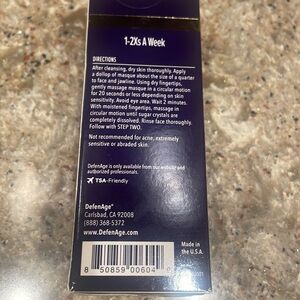 1-2Xs A Week
DIRECTIONS
After cleansing, dry skin thoroughly. Apply
a dollop of masque about the size of a quarter
to face and jawline. Using dry fingertips,
gently massage masque in a circular motion
for 20 seconds or less depending on skin
sensitivity. Avoid eye area. Wait 2 minutes.
With moistened fingertips, massage in
circular motion until sugar crystals are
completely dissolved. Rinse face thoroughly.
Follow with STEP TWO.
Not recommended for acne, extremely
sensitive or abraded skin.
DefenAge is only available from our website and
authorized professionals.
TSA-Friendly
DefenAge®
Carlsbad, CA 92008
(888) 368-5372
www.DefenAge.com
Made in
the U.S.A.
8 50859 00604